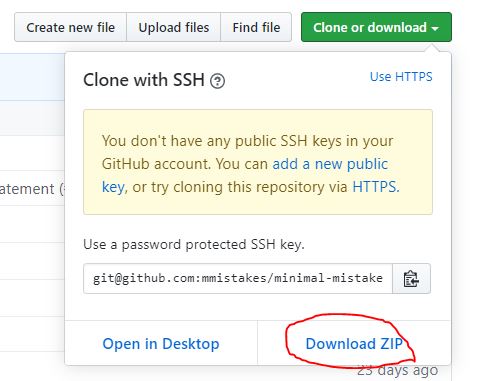 Create new file Upload files Find file Clone or download
Clone with SSH Use HTTPS
You don't have any public SSH keys in your
GitHub account. You can add a new public
key, or try cloning this repository via HTTPS.
atement (
Use a password protected SSH key.
git@github.com:mmistakes/minimal-mistake
Open in Desktop Download ZIP
23 days ago